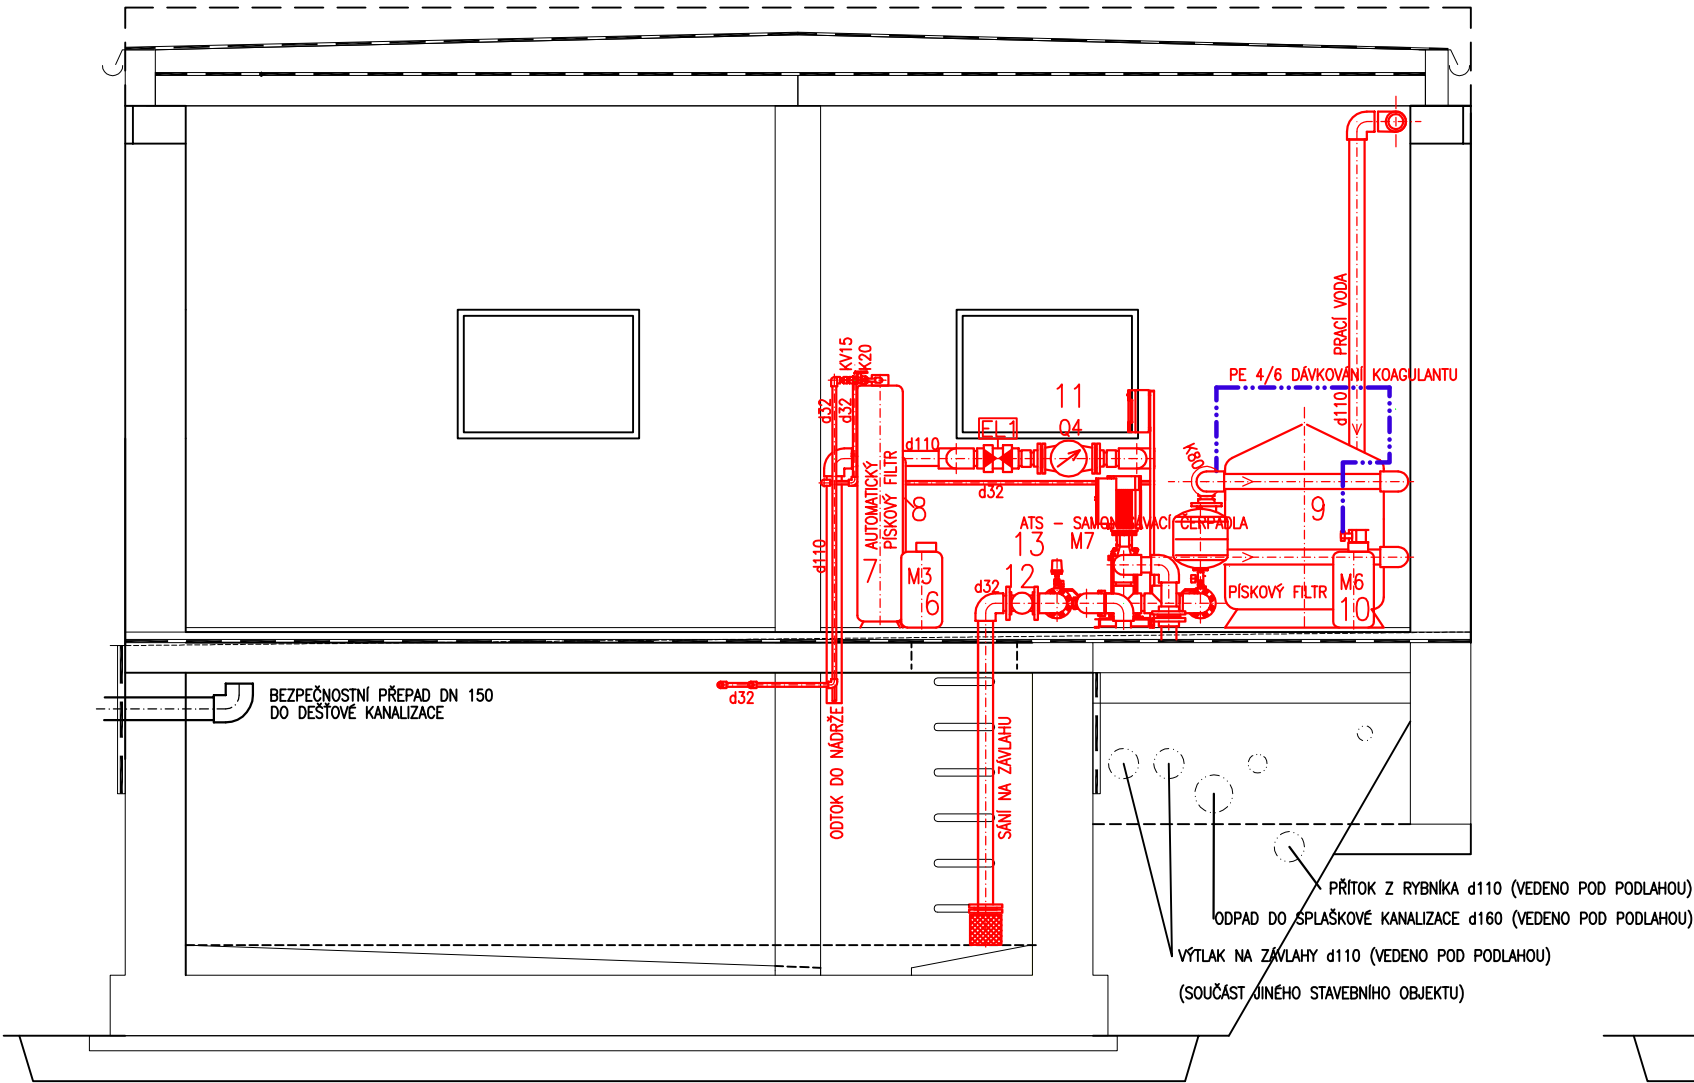 KV15
K20
PRACÍ VODA
d110
PE 4/6 DÁVKOVÁNÍ KOAGULANTU
11
Q4
FL1
d32
d32
d110
K80
AUTOMATICKÝ
PÍSKOVÝ FILTR
8
d32
9
ATS - SAMONASÁVACÍ ČERPADLA
13
M7
d110
7
M3
6
d32
12
PÍSKOVÝ FILTR
M6
10
BEZPEČNOSTNÍ PŘEPAD DN 150
DO DEŠŤOVÉ KANALIZACE
d32
ODTOK DO NÁDRŽE
SÁNÍ NA ZÁVLAHU
PŘÍTOK Z RYBNÍKA d110 (VEDENO POD PODLAHOU)
ODPAD DO SPLAŠKOVÉ KANALIZACE d160 (VEDENO POD PODLAHOU)
VÝTLAK NA ZÁVLAHY d110 (VEDENO POD PODLAHOU)
(SOUČÁST JINÉHO STAVEBNÍHO OBJEKTU)